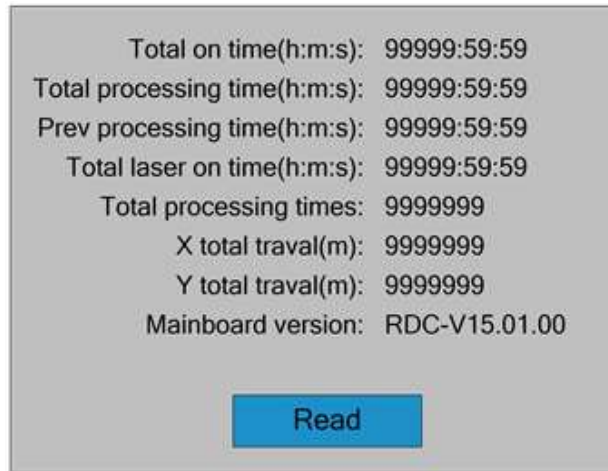 Total on time(h:m:s): 99999:59:59
Total processing time(h:m:s): 99999:59:59
Prev processing time(h:m:s): 99999:59:59
Total laser on time(h:m:s): 99999:59:59
Total processing times: 9999999
X total traval(m): 9999999
Y total traval(m): 9999999
Mainboard version: RDC-V15.01.00
Read